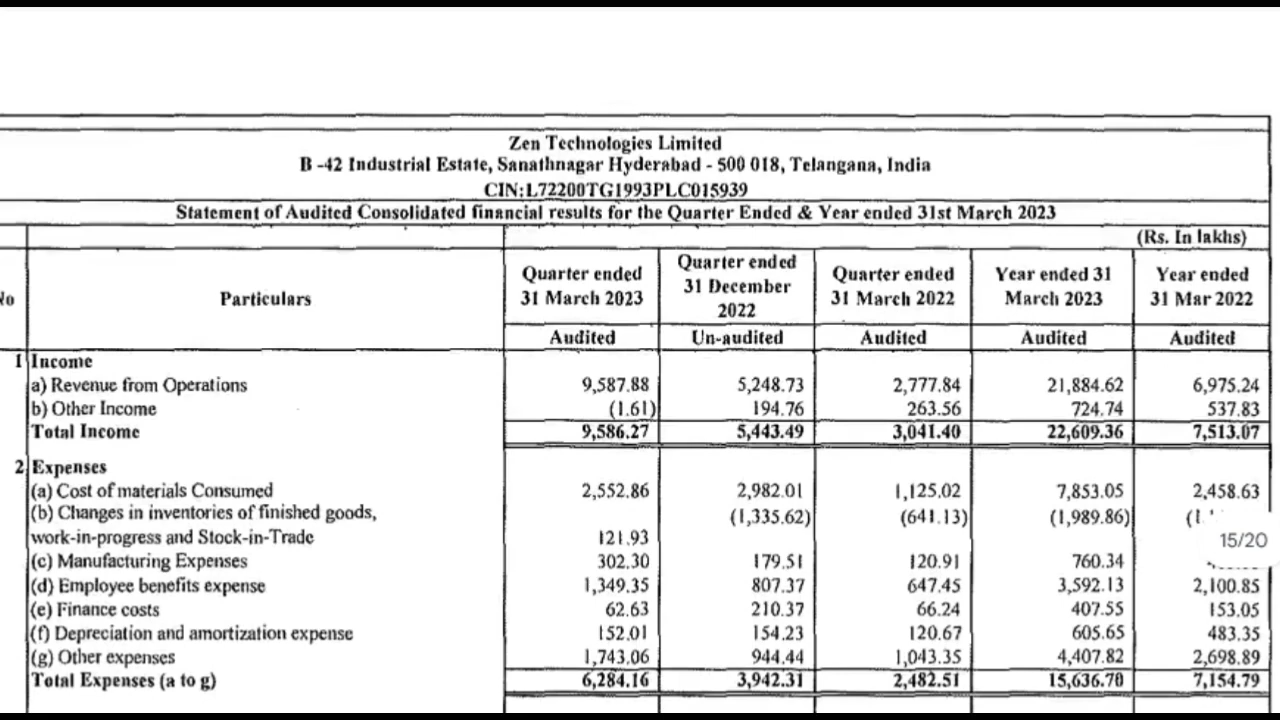 Zen Technologies Limited
B -42 Industrial Estate, Sanathnagar Hyderabad - 500 018, Telangana, India
CIN:L72200TG1993PLC015939
Statement of Audited Consolidated financial results for the Quarter Ended & Year ended 31st March 2023
(Rs. In lakhs)
No Particulars Quarter ended 31 March 2023 Quarter ended 31 December 2022 Quarter ended 31 March 2022 Year ended 31 March 2023 Year ended 31 Mar 2022
Audited Un-audited Audited Audited Audited
1 Income
a) Revenue from Operations 9,587.88 5,248.73 2,777.84 21,884.62 6,975.24
b) Other Income (1.61) 194.76 263.56 724.74 537.83
Total Income 9,586.27 5,443.49 3,041.40 22,609.36 7,513.07
2 Expenses
(a) Cost of materials Consumed 2,552.86 2,982.01 1,125.02 7,853.05 2,458.63
(b) Changes in inventories of finished goods, (1,335.62) (641.13) (1,989.86)
work-in-progress and Stock-in-Trade 121.93
15/20
(c) Manufacturing Expenses 302.30 179.51 120.91 760.34
(d) Employee benefits expense 1,349.35 807.37 647.45 3,592.13 2,100.85
(e) Finance costs 62.63 210.37 66.24 407.55 153.05
(f) Depreciation and amortization expense 152.01 154.23 120.67 605.65 483.35
(g) Other expenses 1,743.06 944.44 1,043.35 4,407.82 2,698.89
Total Expenses (a to g) 6,284.16 3,942.31 2,482.51 15,636.70 7,154.79